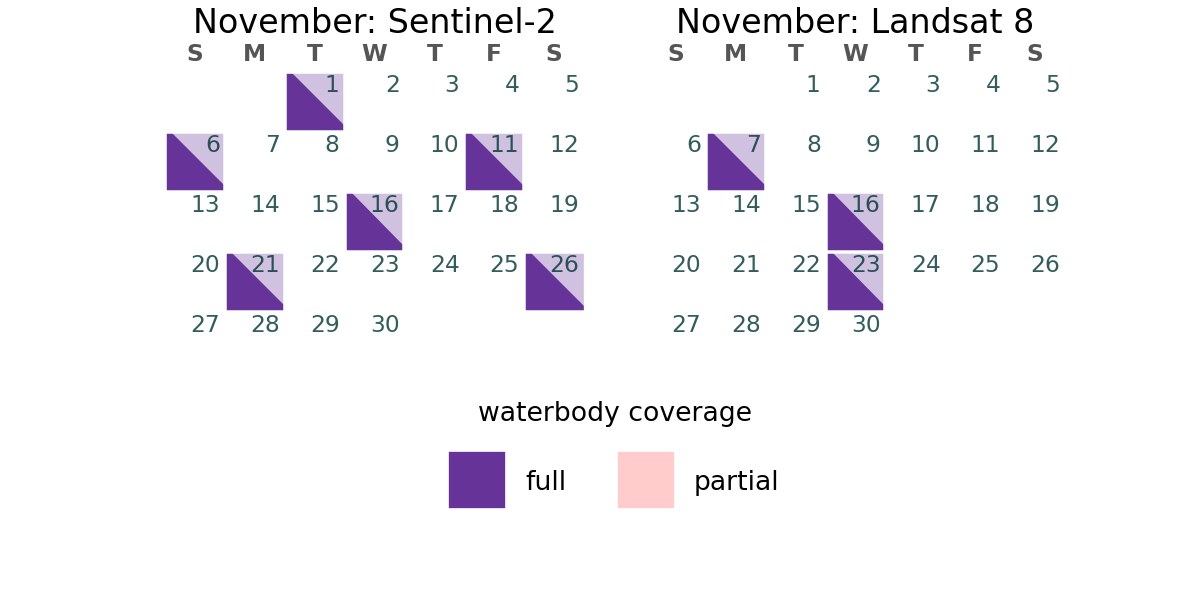 November: Sentinel-2
S M T W T F S
1 2 3 4 5
6 7 8 9 10 11 12
13 14 15 16 17 18 19
20 21 22 23 24 25 26
27 28 29 30
November: Landsat 8
S M T W T F S
1 2 3 4 5
6 7 8 9 10 11 12
13 14 15 16 17 18 19
20 21 22 23 24 25 26
27 28 29 30
waterbody coverage
full partial